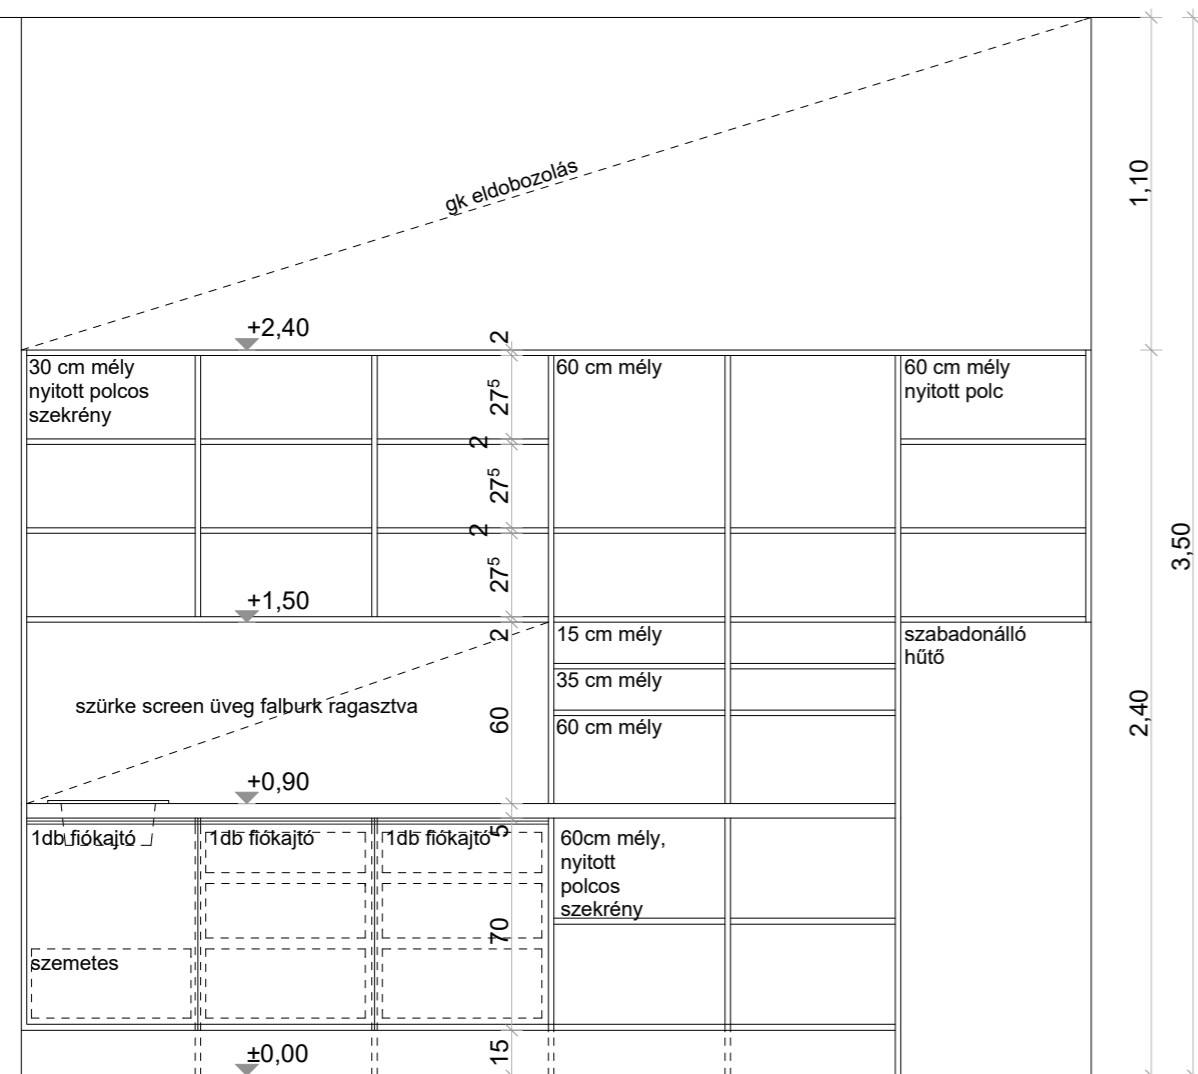 gk eldobozolás
1,10
+2,40
2
30 cm mély
nyitott polcos
szekrény
27⁵
60 cm mély
60 cm mély
nyitott polc
2
27⁵
2
27⁵
3,50
+1,50
2
15 cm mély
szabadonálló
hűtő
35 cm mély
szürke screen üveg falburk ragasztva
60
60 cm mély
2,40
+0,90
1db fiókajtó
1db fiókajtó
1db fiókajtó
5
60cm mély,
nyitott
polcos
szekrény
70
szemetes
±0,00
15